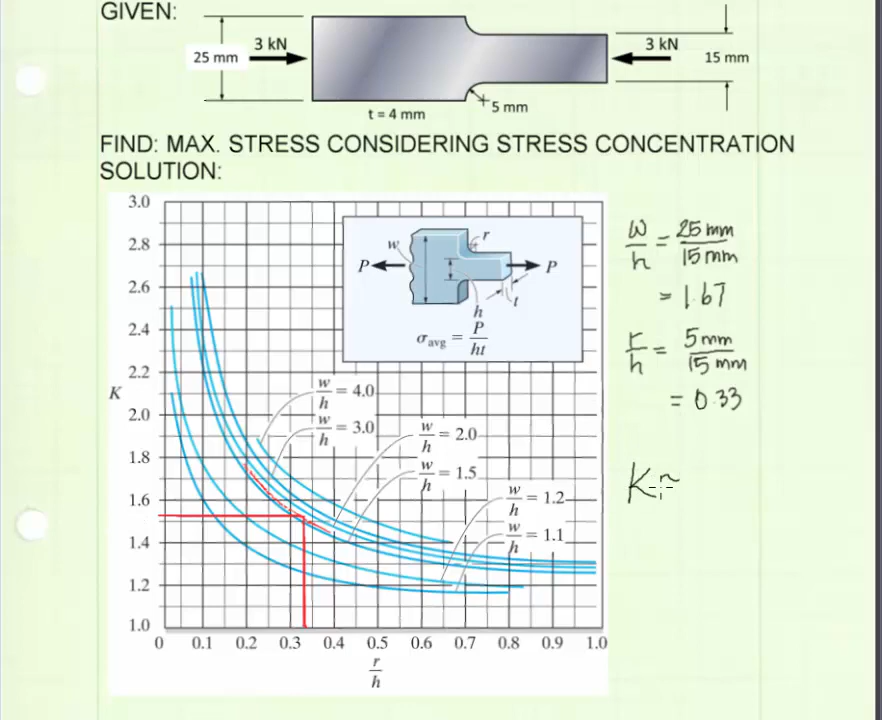 GIVEN:
25 mm
3 kN
3 kN
15 mm
t = 4 mm
5 mm
FIND: MAX. STRESS CONSIDERING STRESS CONCENTRATION
SOLUTION:
3.0
2.8
2.6
2.4
2.2
K
2.0
1.8
1.6
1.4
1.2
1.0
0 0.1 0.2 0.3 0.4 0.5 0.6 0.7 0.8 0.9 1.0
r/h
w
r
P
P
h
t
σavg = P/ht
w/h = 4.0
w/h = 3.0
w/h = 2.0
w/h = 1.5
w/h = 1.2
w/h = 1.1
w/h = 25 mm/15 mm
= 1.67
r/h = 5 mm/15 mm
= 0.33
K